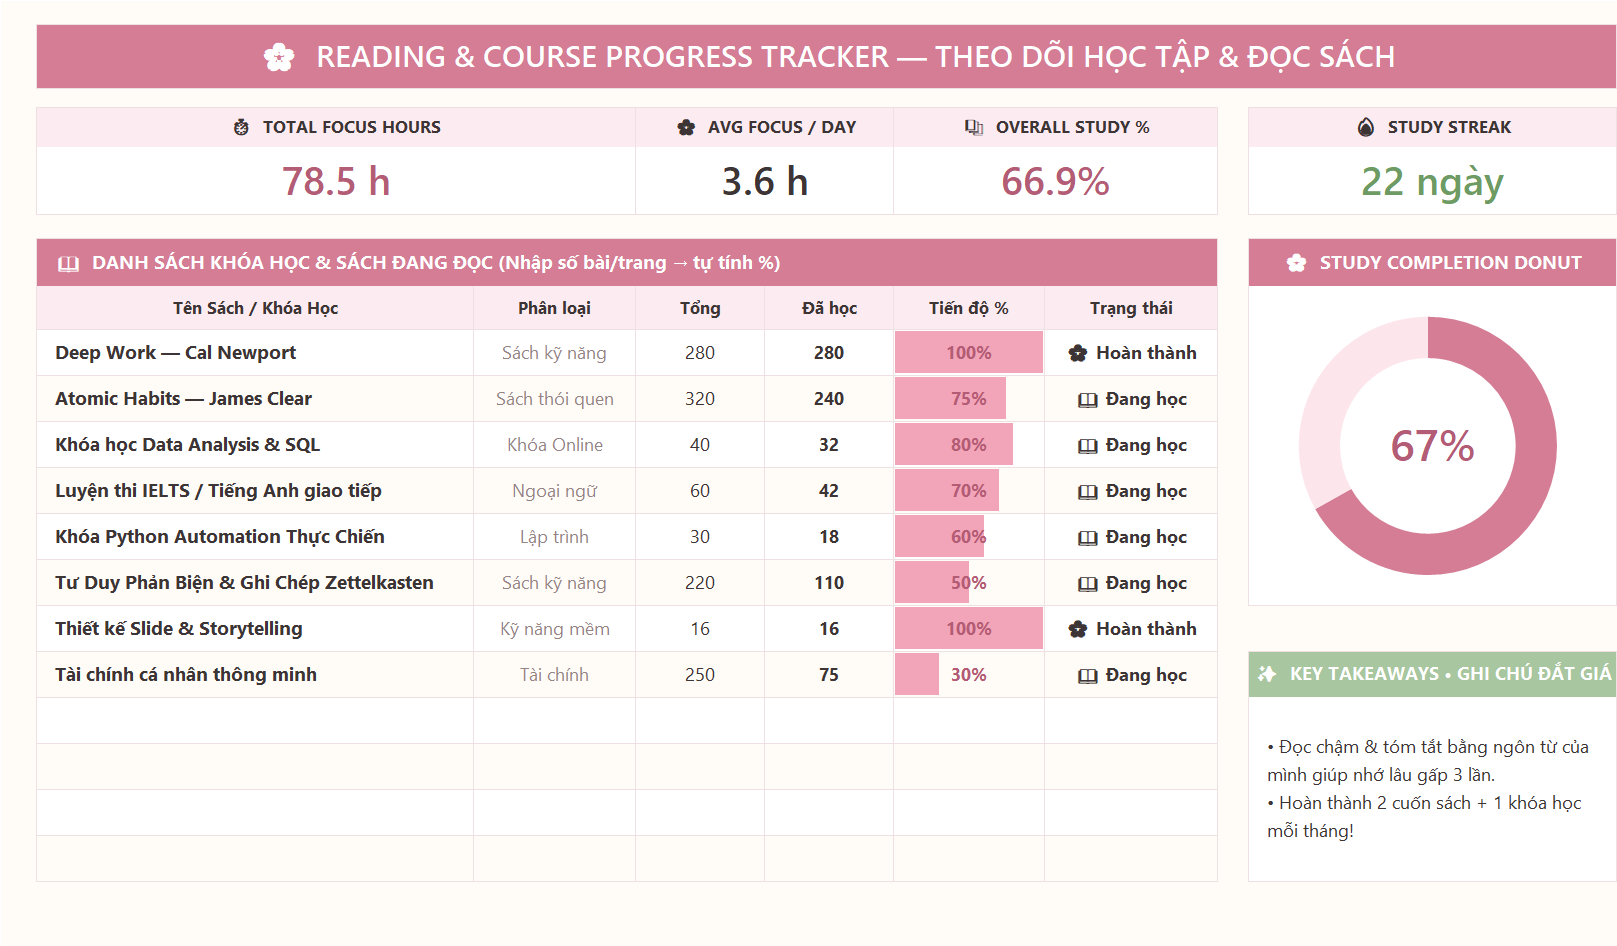 READING & COURSE PROGRESS TRACKER — THEO DÕI HỌC TẬP & ĐỌC SÁCH
TOTAL FOCUS HOURS
78.5 h
AVG FOCUS / DAY
3.6 h
OVERALL STUDY %
66.9%
STUDY STREAK
22 ngày
DANH SÁCH KHÓA HỌC & SÁCH ĐANG ĐỌC (Nhập số bài/trang → tự tính %)
Tên Sách / Khóa Học Phân loại Tổng Đã học Tiến độ % Trạng thái
Deep Work — Cal Newport Sách kỹ năng 280 280 100% Hoàn thành
Atomic Habits — James Clear Sách thói quen 320 240 75% Đang học
Khóa học Data Analysis & SQL Khóa Online 40 32 80% Đang học
Luyện thi IELTS / Tiếng Anh giao tiếp Ngoại ngữ 60 42 70% Đang học
Khóa Python Automation Thực Chiến Lập trình 30 18 60% Đang học
Tư Duy Phản Biện & Ghi Chép Zettelkasten Sách kỹ năng 220 110 50% Đang học
Thiết kế Slide & Storytelling Kỹ năng mềm 16 16 100% Hoàn thành
Tài chính cá nhân thông minh Tài chính 250 75 30% Đang học
STUDY COMPLETION DONUT
67%
KEY TAKEAWAYS • GHI CHÚ ĐẮT GIÁ
• Đọc chậm & tóm tắt bằng ngôn từ của
mình giúp nhớ lâu gấp 3 lần.
• Hoàn thành 2 cuốn sách + 1 khóa học
mỗi tháng!